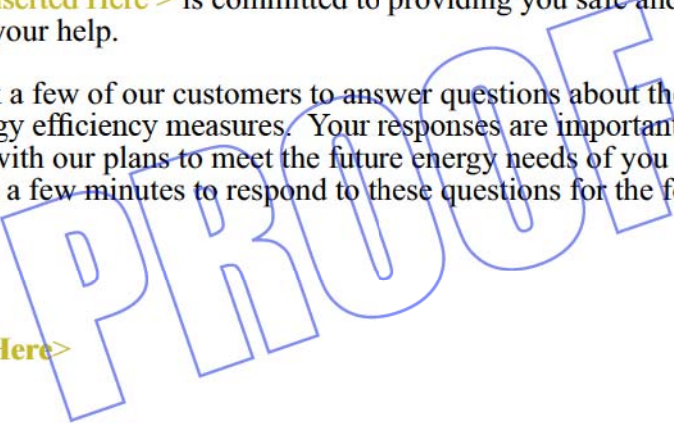 serted Here > is committed to providing you safe and
your help.
a few of our customers to answer questions about the
gy efficiency measures. Your responses are important
with our plans to meet the future energy needs of you
a few minutes to respond to these questions for the f
Here>
PROOF